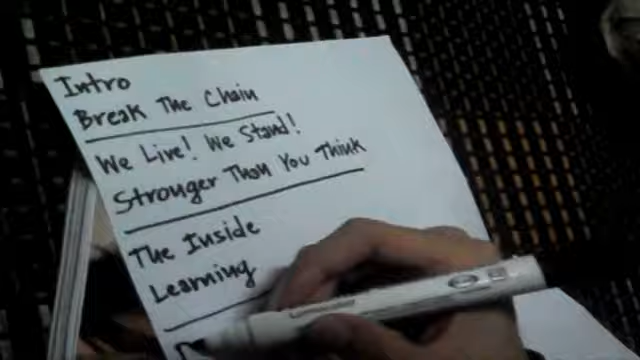 Intro
Break The Chain
We Live! We Stand!
Stronger Than You Think
The Inside
Learning